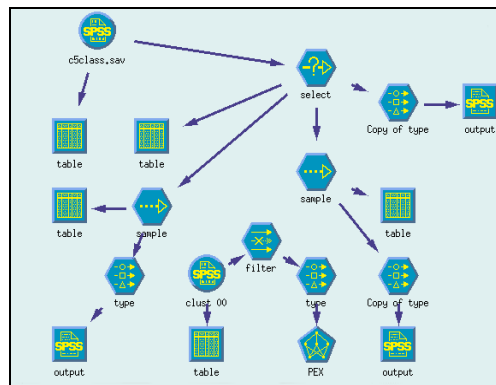 SPSS
c5class.sav
select
Copy of type
SPSS
output
table
table
sample
table
table
sample
filter
type
SPSS
clust 00
type
Copy of type
SPSS
output
table
PEX
SPSS
output